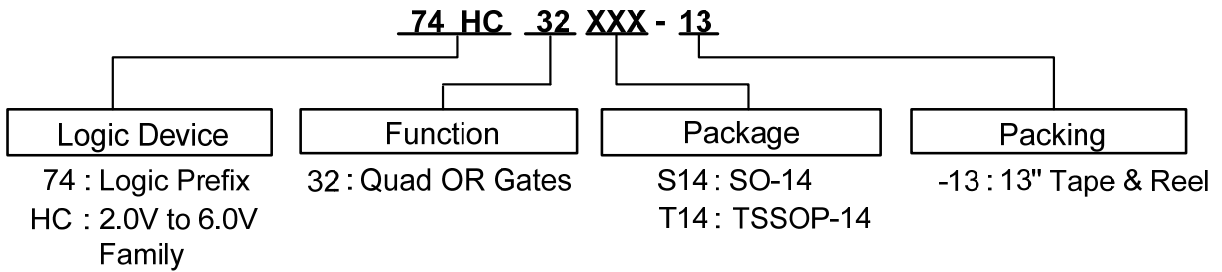 74 HC 32 XXX - 13
Logic Device
Function
Package
Packing
74 : Logic Prefix
HC : 2.0V to 6.0V
Family
32 : Quad OR Gates
S14 : SO-14
T14 : TSSOP-14
-13 : 13" Tape & Reel